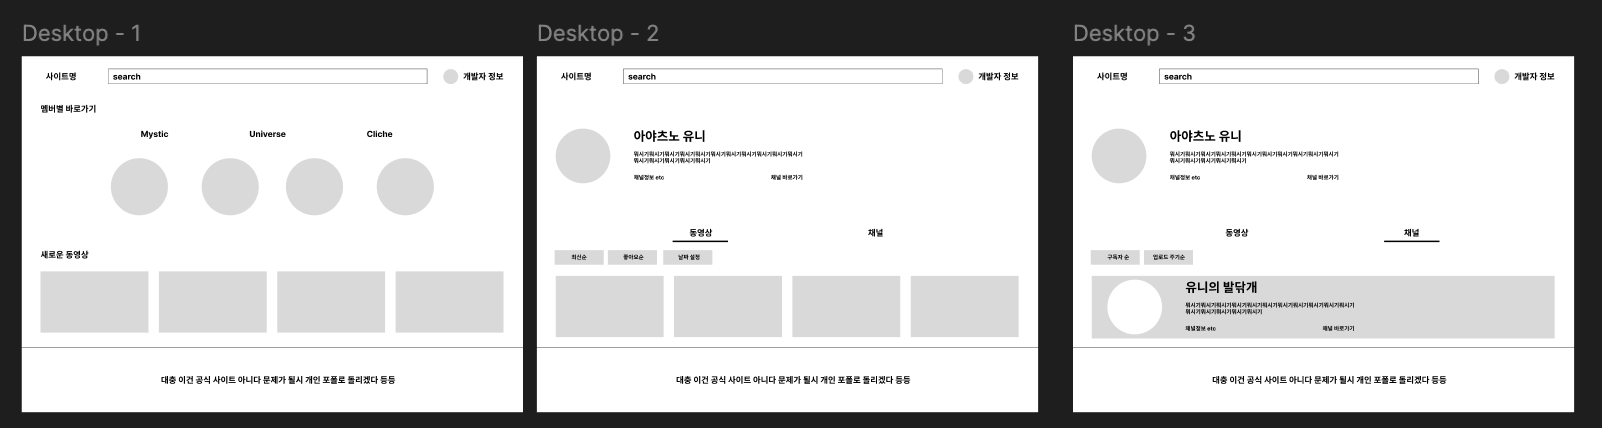 Desktop - 1
사이트명
search
개발자 정보
멤버별 바로가기
Mystic
Universe
Cliche
새로운 동영상
대충 이건 공식 사이트 아니다 문제가 될시 개인 포폴로 돌리겠다 등등
Desktop - 2
사이트명
search
개발자 정보
아야츠노 유니
뭐시기뭐시기뭐시기뭐시기뭐시기뭐시기뭐시기뭐시기뭐시기뭐시기
뭐시기뭐시기뭐시기뭐시기뭐시기
채널정보 etc
채널 바로가기
동영상
채널
최신순
좋아요순
날짜 설정
대충 이건 공식 사이트 아니다 문제가 될시 개인 포폴로 돌리겠다 등등
Desktop - 3
사이트명
search
개발자 정보
아야츠노 유니
뭐시기뭐시기뭐시기뭐시기뭐시기뭐시기뭐시기뭐시기뭐시기뭐시기
뭐시기뭐시기뭐시기뭐시기뭐시기
채널정보 etc
채널 바로가기
동영상
채널
구독자 순
업로드 주기순
유니의 발닦개
뭐시기뭐시기뭐시기뭐시기뭐시기뭐시기뭐시기뭐시기뭐시기뭐시기
뭐시기뭐시기뭐시기뭐시기뭐시기
채널정보 etc
채널 바로가기
대충 이건 공식 사이트 아니다 문제가 될시 개인 포폴로 돌리겠다 등등